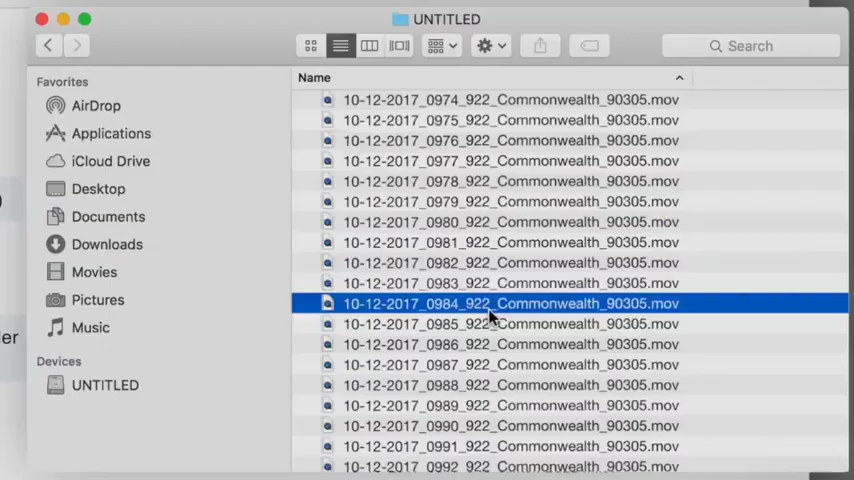 UNTITLED
Search
Favorites
AirDrop
Applications
iCloud Drive
Desktop
Documents
Downloads
Movies
Pictures
Music
Devices
UNTITLED
Name
10-12-2017_0974_922_Commonwealth_90305.mov
10-12-2017_0975_922_Commonwealth_90305.mov
10-12-2017_0976_922_Commonwealth_90305.mov
10-12-2017_0977_922_Commonwealth_90305.mov
10-12-2017_0978_922_Commonwealth_90305.mov
10-12-2017_0979_922_Commonwealth_90305.mov
10-12-2017_0980_922_Commonwealth_90305.mov
10-12-2017_0981_922_Commonwealth_90305.mov
10-12-2017_0982_922_Commonwealth_90305.mov
10-12-2017_0983_922_Commonwealth_90305.mov
10-12-2017_0984_922_Commonwealth_90305.mov
10-12-2017_0985_922_Commonwealth_90305.mov
10-12-2017_0986_922_Commonwealth_90305.mov
10-12-2017_0987_922_Commonwealth_90305.mov
10-12-2017_0988_922_Commonwealth_90305.mov
10-12-2017_0989_922_Commonwealth_90305.mov
10-12-2017_0990_922_Commonwealth_90305.mov
10-12-2017_0991_922_Commonwealth_90305.mov
10-12-2017_0992_922_Commonwealth_90305.mov